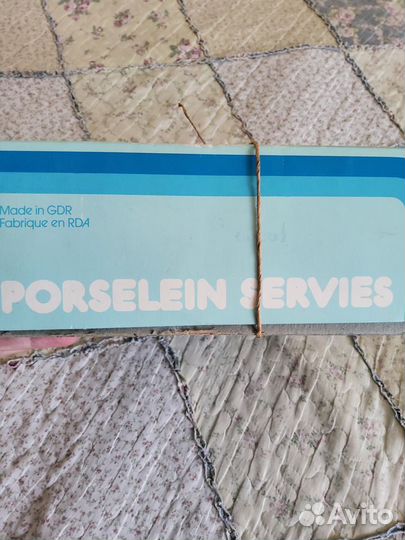 Made in GDR
Fabrique en RDA
PORSELEIN SERVIES
Avito